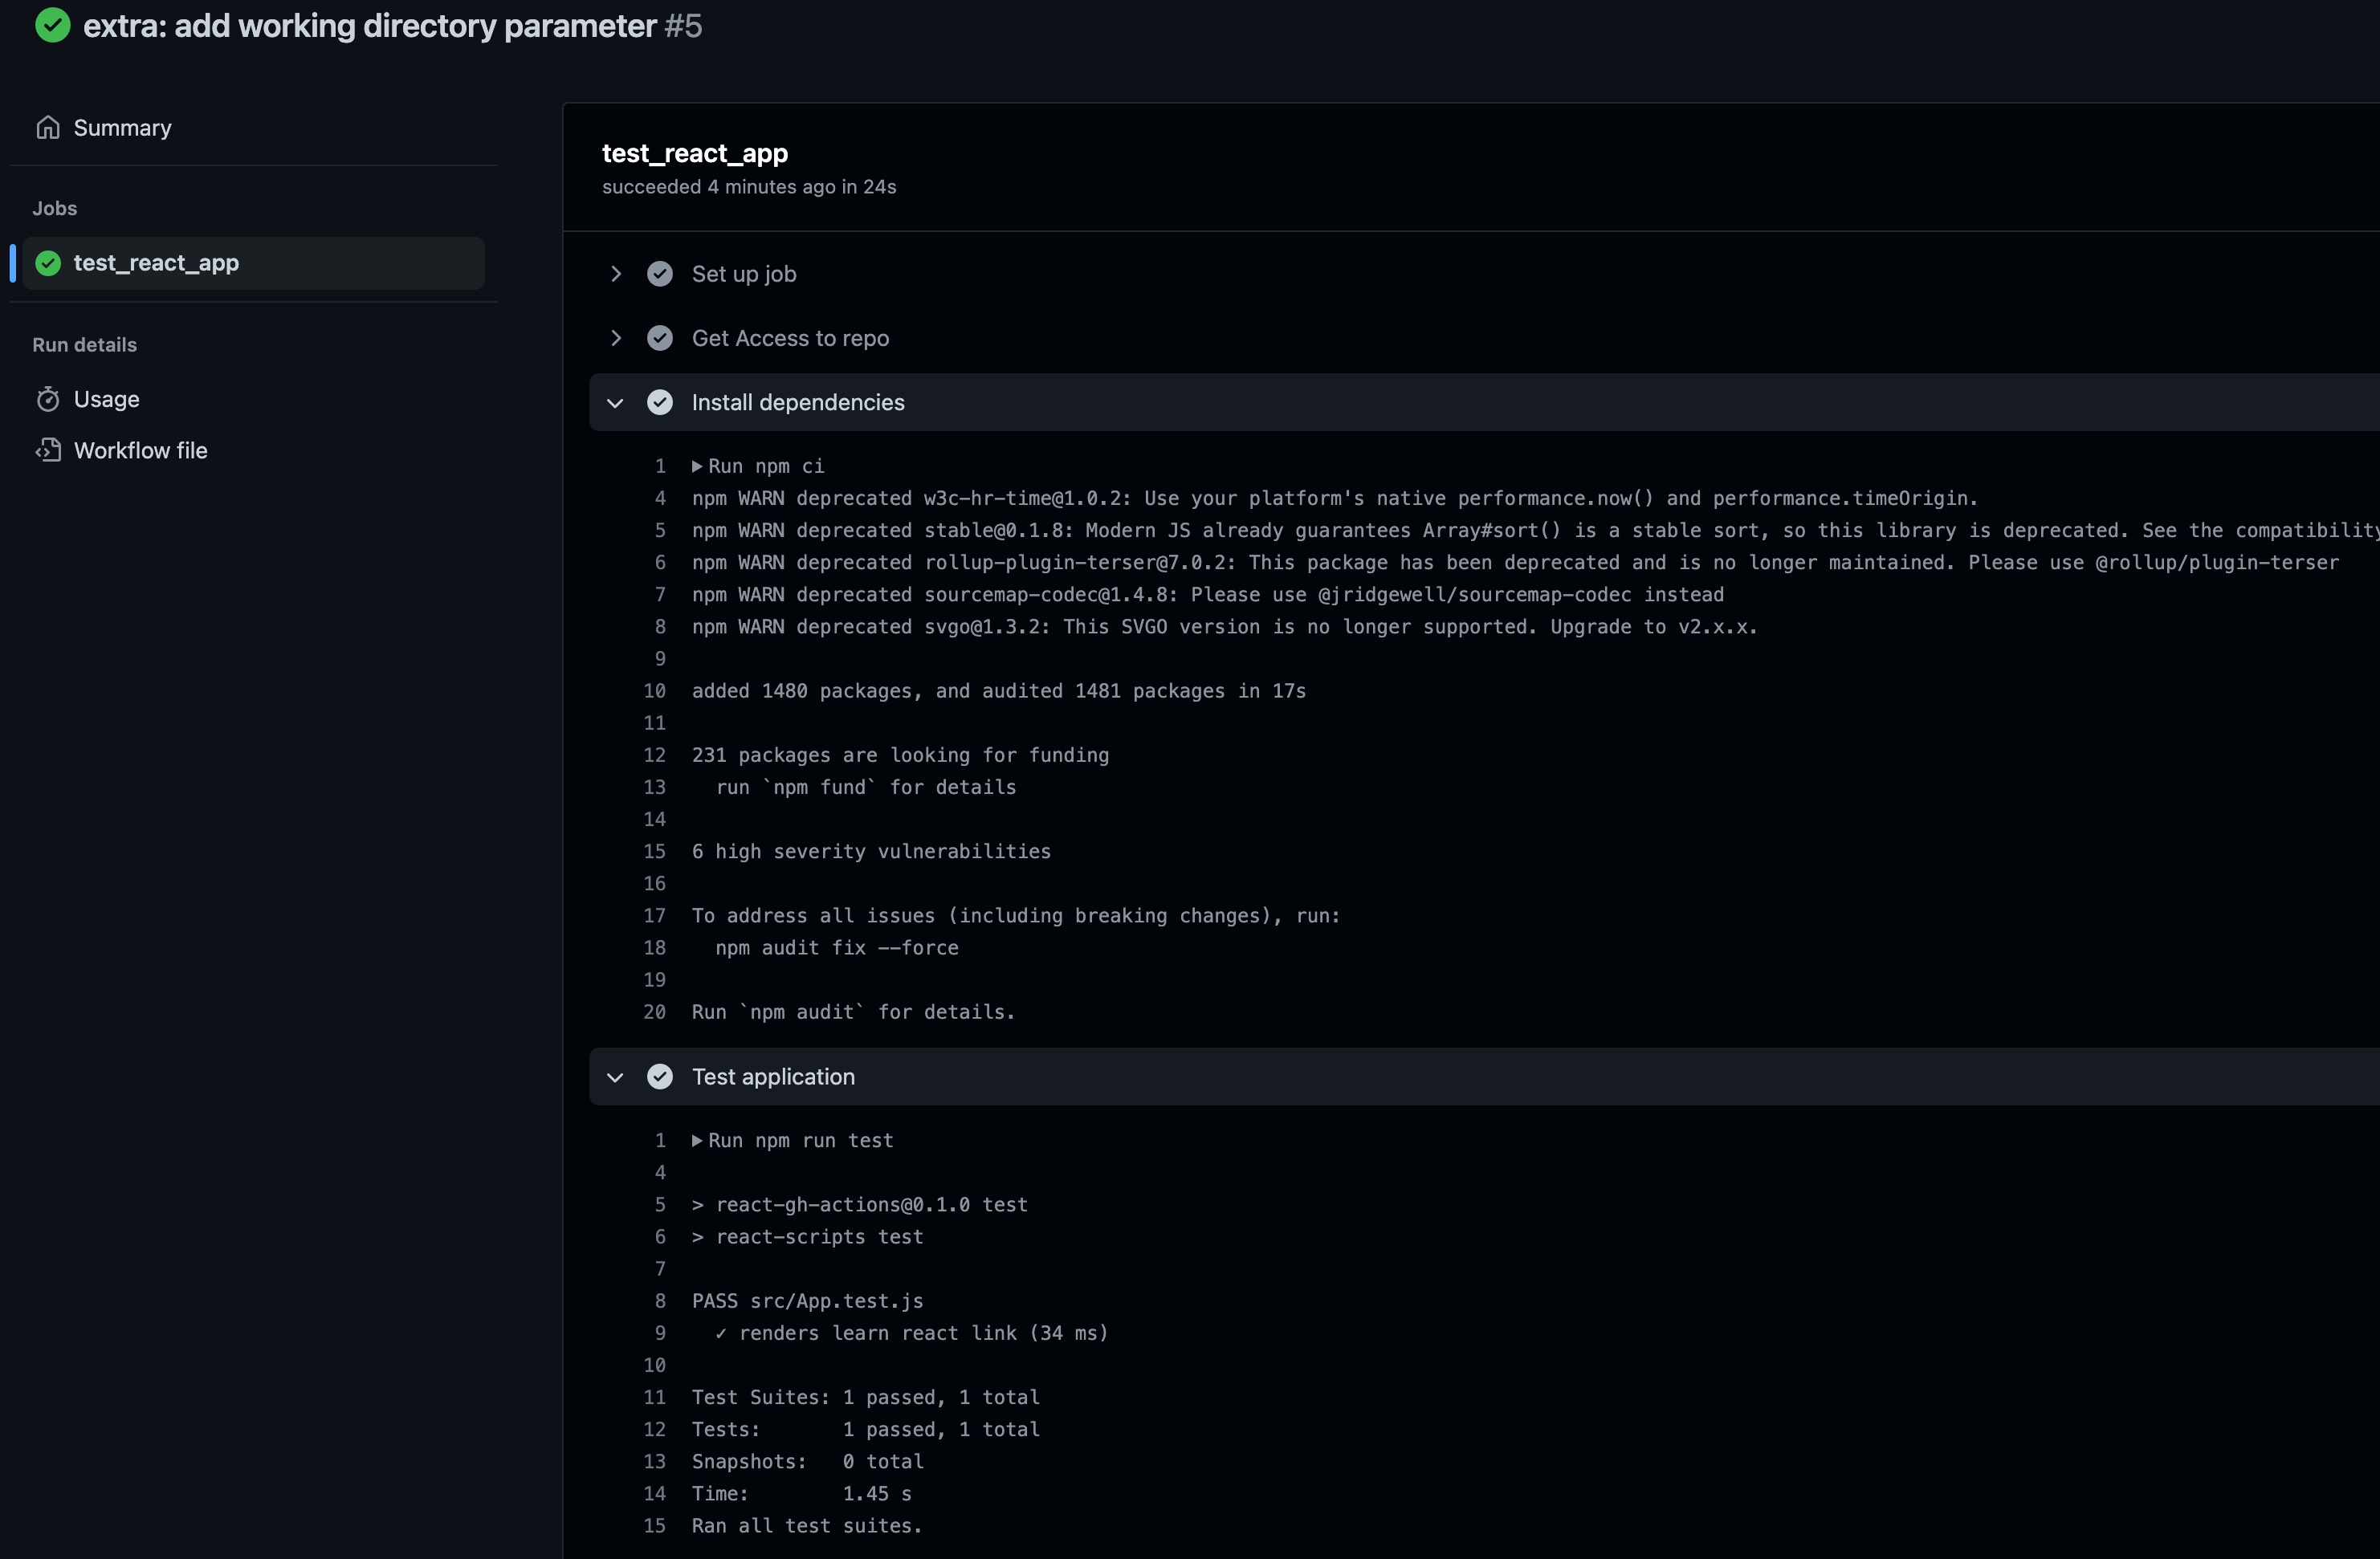 extra: add working directory parameter #5
Summary
Jobs
test_react_app
Run details
Usage
Workflow file
test_react_app
succeeded 4 minutes ago in 24s
Set up job
Get Access to repo
Install dependencies
1 Run npm ci
4 npm WARN deprecated w3c-hr-time@1.0.2: Use your platform's native performance.now() and performance.timeOrigin.
5 npm WARN deprecated stable@0.1.8: Modern JS already guarantees Array#sort() is a stable sort, so this library is deprecated. See the compatibility
6 npm WARN deprecated rollup-plugin-terser@7.0.2: This package has been deprecated and is no longer maintained. Please use @rollup/plugin-terser
7 npm WARN deprecated sourcemap-codec@1.4.8: Please use @jridgewell/sourcemap-codec instead
8 npm WARN deprecated svgo@1.3.2: This SVGO version is no longer supported. Upgrade to v2.x.x.
9
10 added 1480 packages, and audited 1481 packages in 17s
11
12 231 packages are looking for funding
13 run `npm fund` for details
14
15 6 high severity vulnerabilities
16
17 To address all issues (including breaking changes), run:
18 npm audit fix --force
19
20 Run `npm audit` for details.
Test application
1 Run npm run test
4
5 > react-gh-actions@0.1.0 test
6 > react-scripts test
7
8 PASS src/App.test.js
9 ✓ renders learn react link (34 ms)
10
11 Test Suites: 1 passed, 1 total
12 Tests: 1 passed, 1 total
13 Snapshots: 0 total
14 Time: 1.45 s
15 Ran all test suites.